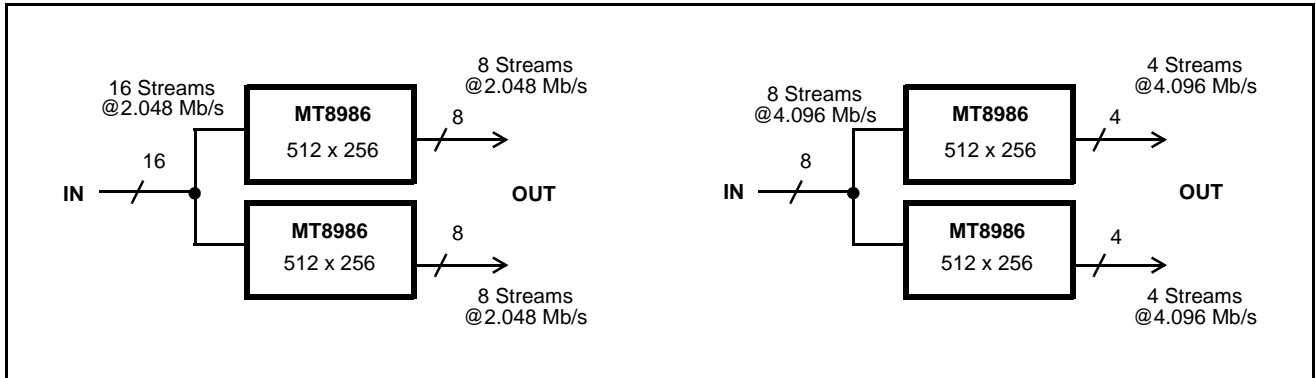 16 Streams
@2.048 Mb/s
IN
16
MT8986
512 x 256
8
8 Streams
@2.048 Mb/s
OUT
MT8986
512 x 256
8
8 Streams
@2.048 Mb/s
8 Streams
@4.096 Mb/s
IN
8
MT8986
512 x 256
4
4 Streams
@4.096 Mb/s
OUT
MT8986
512 x 256
4
4 Streams
@4.096 Mb/s